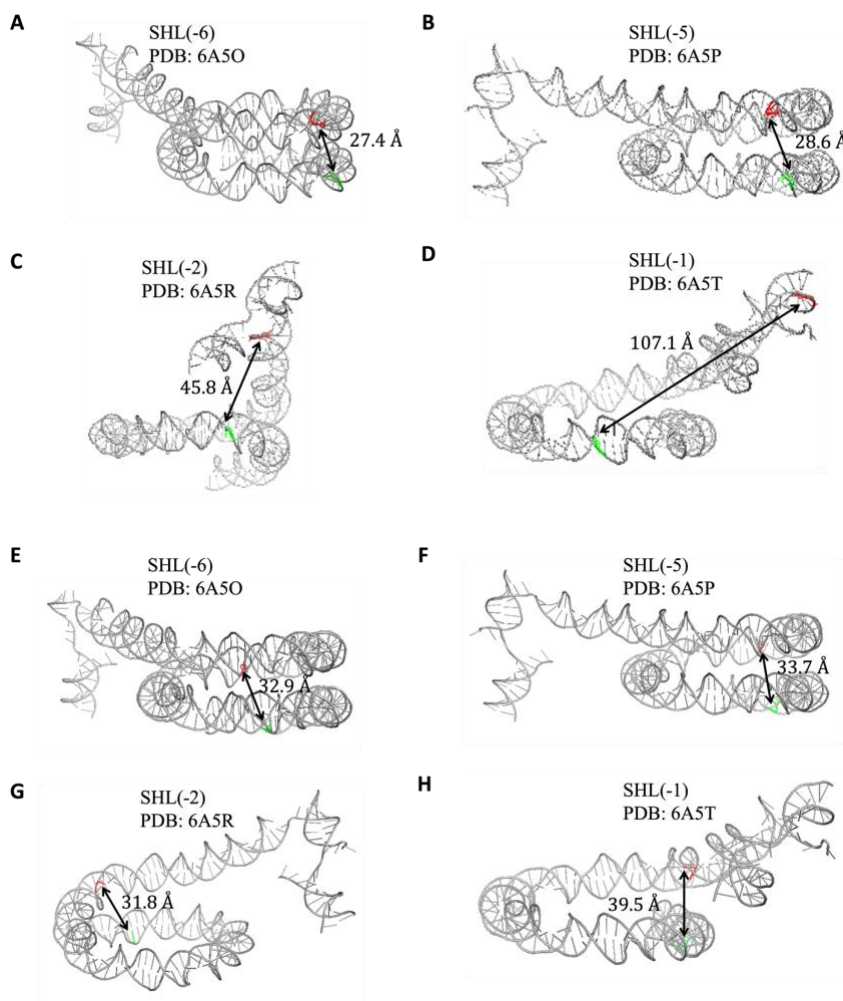 A
SHL(-6)
PDB: 6A5O
27.4 Å
B
SHL(-5)
PDB: 6A5P
28.6 Å
C
SHL(-2)
PDB: 6A5R
45.8 Å
D
SHL(-1)
PDB: 6A5T
107.1 Å
E
SHL(-6)
PDB: 6A5O
32.9 Å
F
SHL(-5)
PDB: 6A5P
33.7 Å
G
SHL(-2)
PDB: 6A5R
31.8 Å
H
SHL(-1)
PDB: 6A5T
39.5 Å